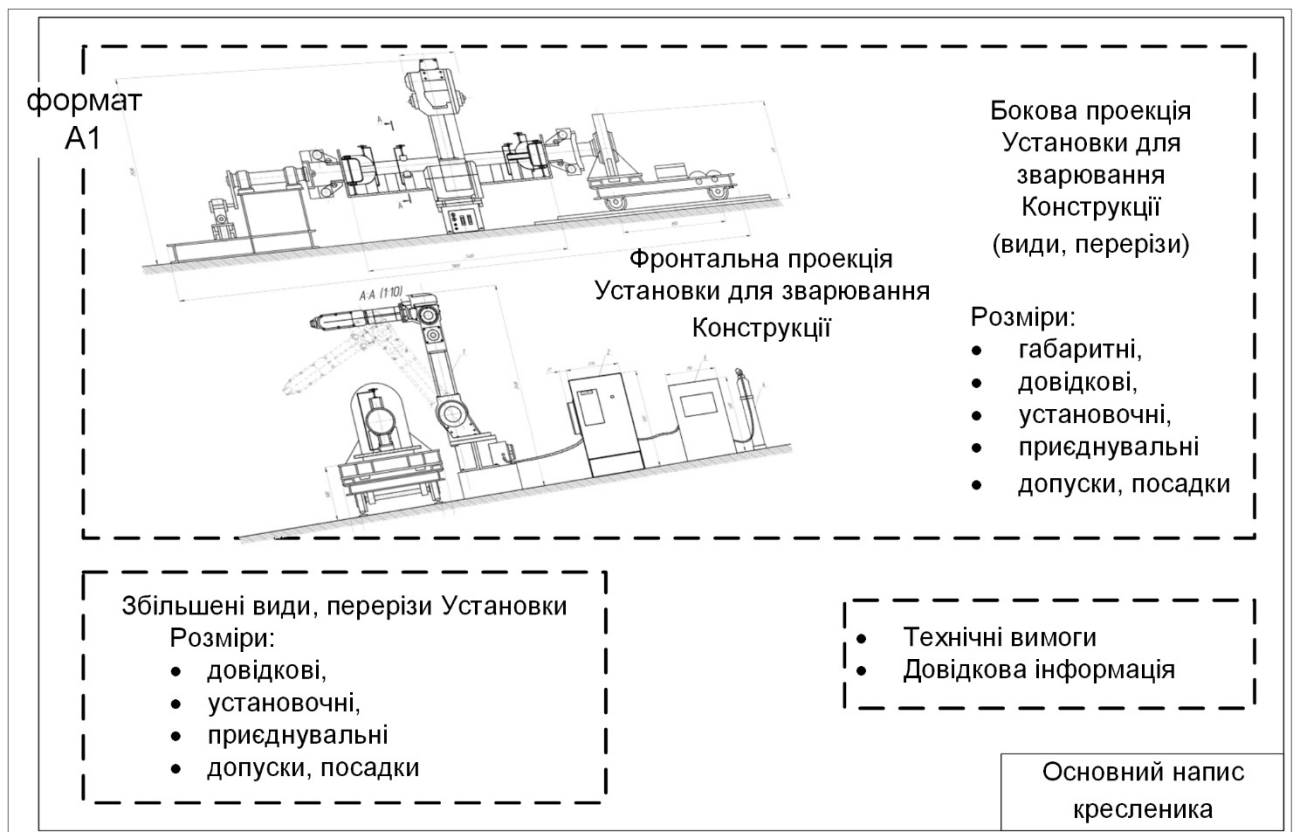 формат
А1
Бокова проекція
Установки для
зварювання
Конструкції
(види, перерізи)
А
А
Фронтальна проекція
Установки для зварювання
Конструкції
А-А (1:10)
Розміри:
• габаритні,
• довідкові,
• установочні,
• приєднувальні
• допуски, посадки
Збільшені види, перерізи Установки
Розміри:
• довідкові,
• установочні,
• приєднувальні
• допуски, посадки
• Технічні вимоги
• Довідкова інформація
Основний напис
кресленика